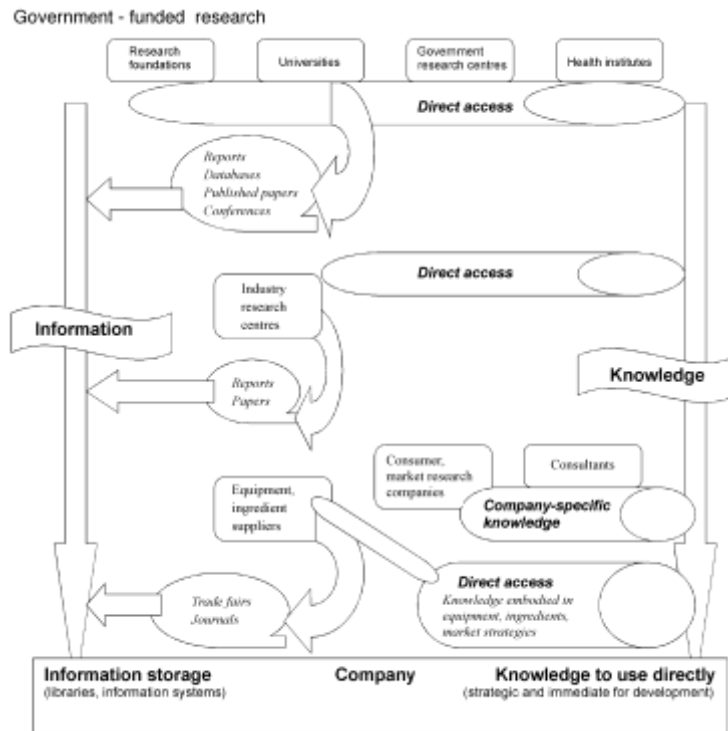 Government - funded research
Research
foundations
Universities
Government
research centres
Health institutes
Direct access
Reports
Databases
Published papers
Conferences
Direct access
Industry
research
centres
Information
Knowledge
Reports
Papers
Consumer,
market research
companies
Consultants
Equipment,
ingredient
suppliers
Company-specific
knowledge
Direct access
Knowledge embodied in
equipment, ingredients,
market strategies
Trade fairs
Journals
Information storage
(libraries, information systems)
Company
Knowledge to use directly
(strategic and immediate for development)